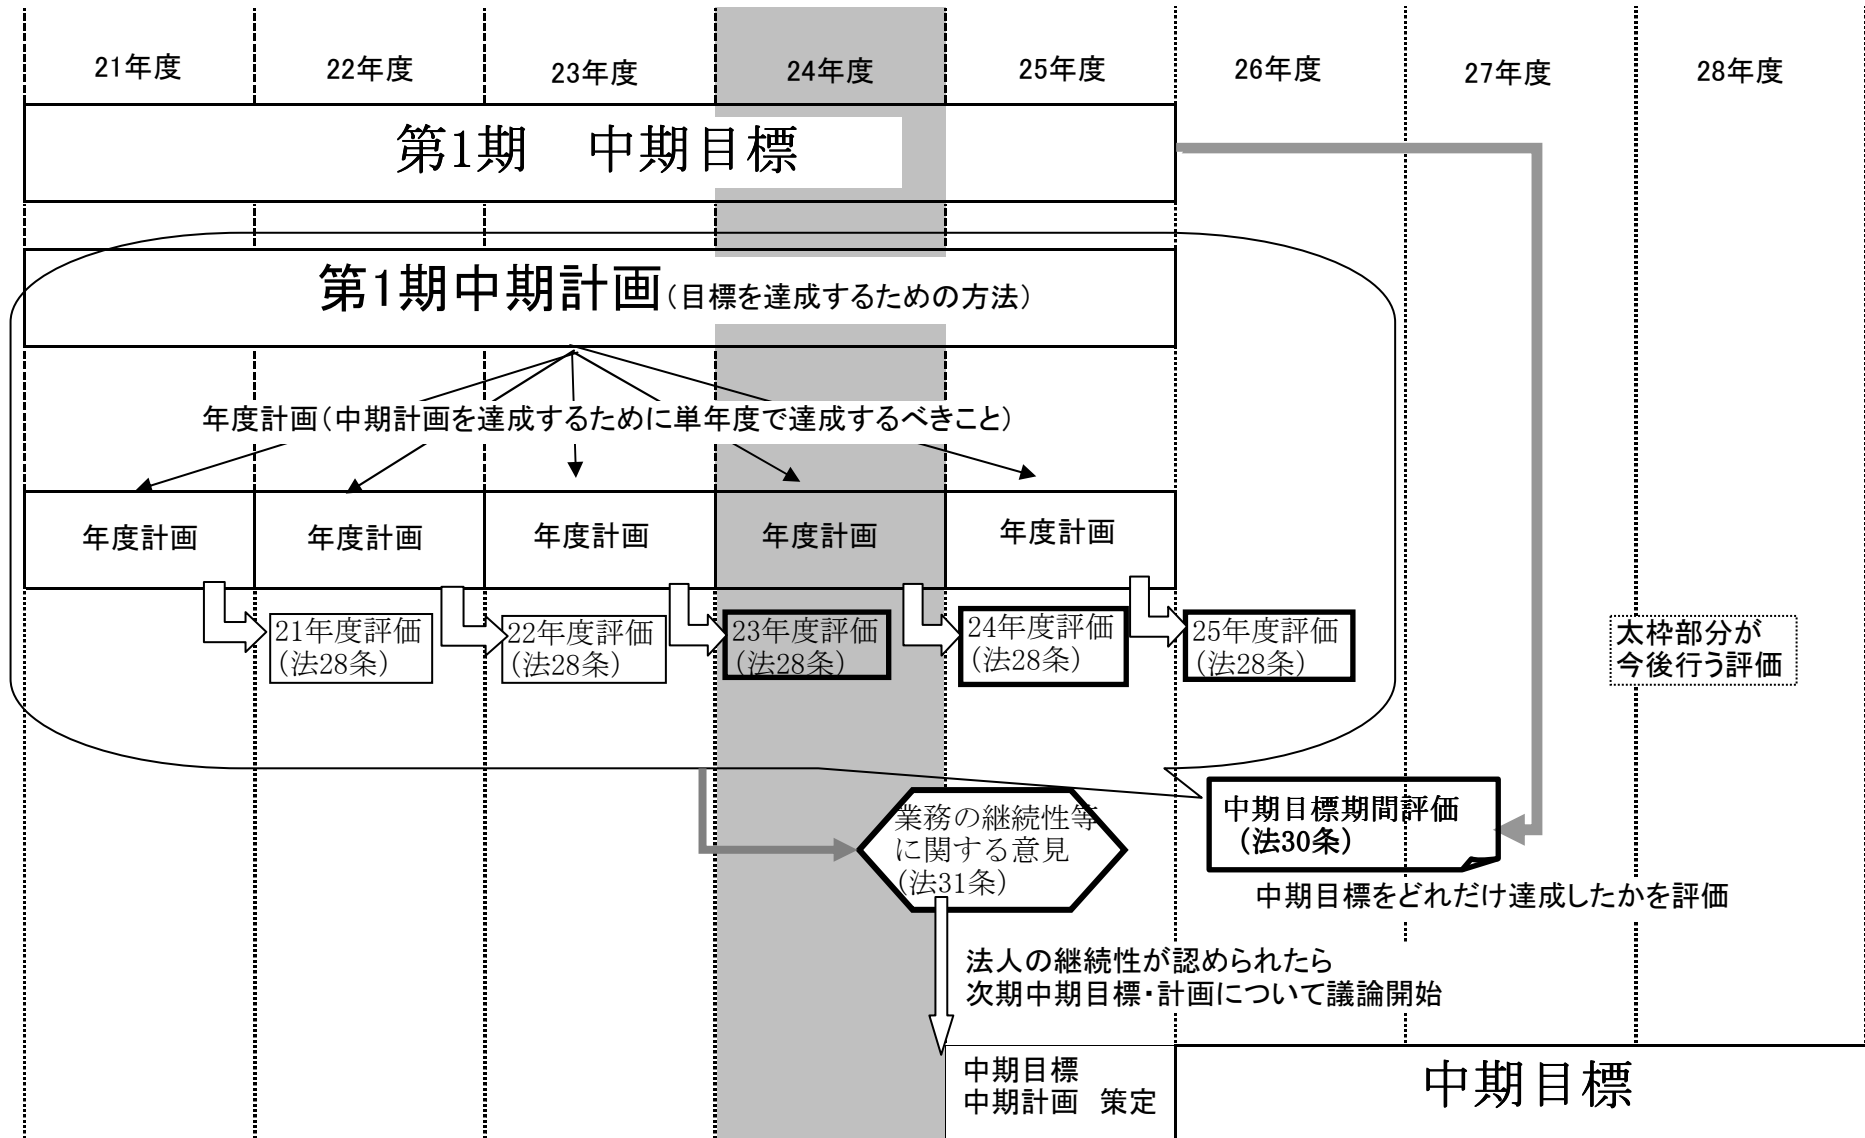 21年度
22年度
23年度
24年度
25年度
26年度
27年度
28年度
第1期　中期目標
第1期中期計画(目標を達成するための方法)
年度計画(中期計画を達成するために単年度で達成するべきこと)
年度計画
年度計画
年度計画
年度計画
年度計画
21年度評価
(法28条)
22年度評価
(法28条)
23年度評価
(法28条)
24年度評価
(法28条)
25年度評価
(法28条)
太枠部分が
今後行う評価
業務の継続性等
に関する意見
(法31条)
中期目標期間評価
(法30条)
中期目標をどれだけ達成したかを評価
法人の継続性が認められたら
次期中期目標・計画について議論開始
中期目標
中期計画　策定
中期目標